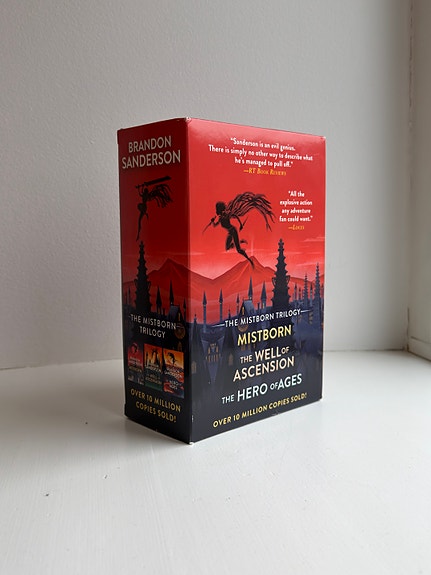 BRANDON
SANDERSON
THE MISTBORN
TRILOGY
OVER 10 MILLION
COPIES SOLD!
"Sanderson is an evil genius.
There is simply no other way to describe what
he's managed to pull off."
—RT BOOK REVIEWS
"All the
explosive action
any adventure
fan could want."
—LOCUS
—THE MISTBORN TRILOGY—
MISTBORN
THE WELL OF
ASCENSION
THE HERO OF AGES
OVER 10 MILLION COPIES SOLD!